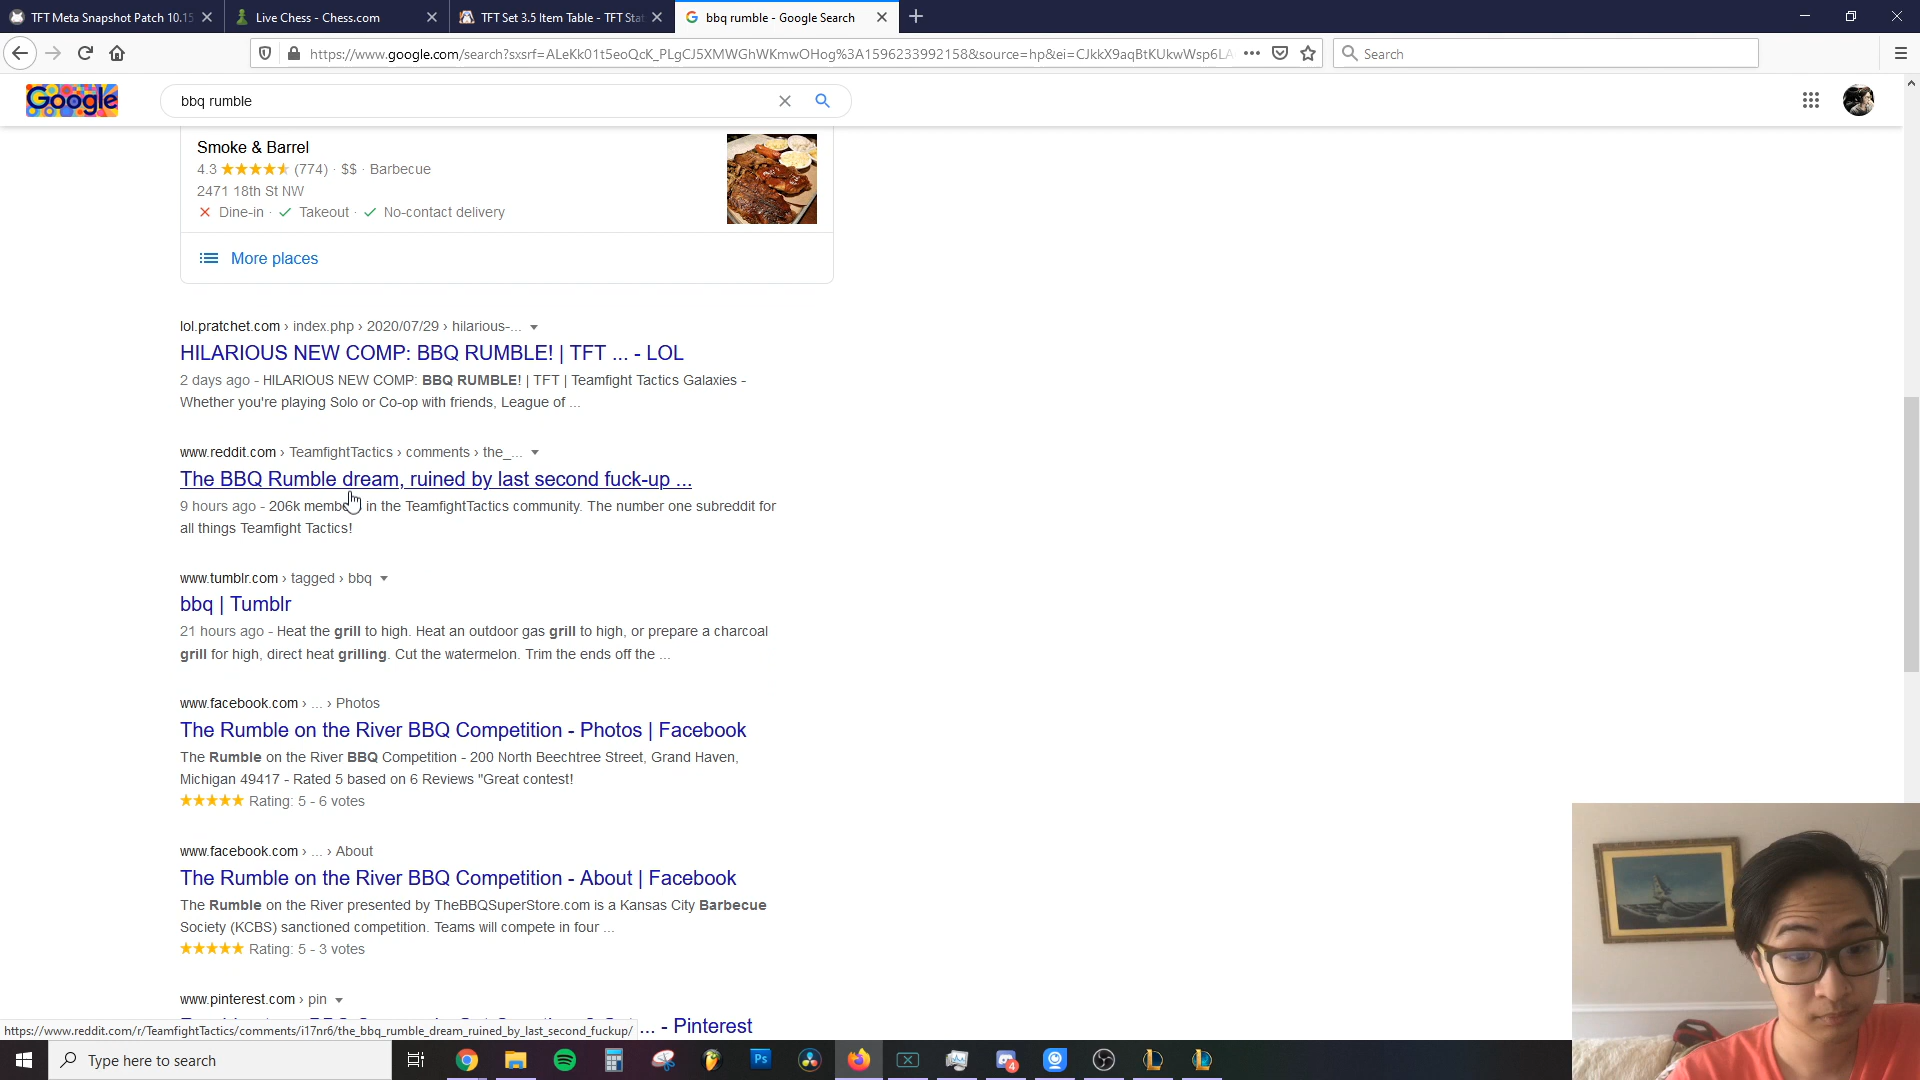 TFT Meta Snapshot Patch 10.15
Live Chess - Chess.com
TFT Set 3.5 Item Table - TFT Stat
bbq rumble - Google Search
https://www.google.com/search?sxsrf=ALeKk01t5eoQcK_PLgCJ5XMWGhWKmwOHog%3A1596233992158&source=hp&ei=CJkkX9aqBtKUkwWsp6LA
Search
Google
bbq rumble
Smoke & Barrel
4.3 (774) · $$ · Barbecue
2471 18th St NW
Dine-in · Takeout · No-contact delivery
More places
lol.pratchet.com › index.php › 2020/07/29 › hilarious-...
HILARIOUS NEW COMP: BBQ RUMBLE! | TFT ... - LOL
2 days ago - HILARIOUS NEW COMP: BBQ RUMBLE! | TFT | Teamfight Tactics Galaxies -
Whether you're playing Solo or Co-op with friends, League of ...
www.reddit.com › TeamfightTactics › comments › the_...
The BBQ Rumble dream, ruined by last second fuck-up ...
9 hours ago - 206k in the TeamfightTactics community. The number one subreddit for
all things Teamfight Tactics!
www.tumblr.com › tagged › bbq
bbq | Tumblr
21 hours ago - Heat the grill to high. Heat an outdoor gas grill to high, or prepare a charcoal
grill for high, direct heat grilling. Cut the watermelon. Trim the ends off the ...
www.facebook.com › ... › Photos
The Rumble on the River BBQ Competition - Photos | Facebook
The Rumble on the River BBQ Competition - 200 North Beechtree Street, Grand Haven,
Michigan 49417 - Rated 5 based on 6 Reviews "Great contest!
Rating: 5 - 6 votes
www.facebook.com › ... › About
The Rumble on the River BBQ Competition - About | Facebook
The Rumble on the River presented by TheBBQSuperStore.com is a Kansas City Barbecue
Society (KCBS) sanctioned competition. Teams will compete in four ...
Rating: 5 - 3 votes
www.pinterest.com › pin
... - Pinterest
https://www.reddit.com/r/TeamfightTactics/comments/i17nr6/the_bbq_rumble_dream_ruined_by_last_second_fuckup/
Type here to search
Ps
4